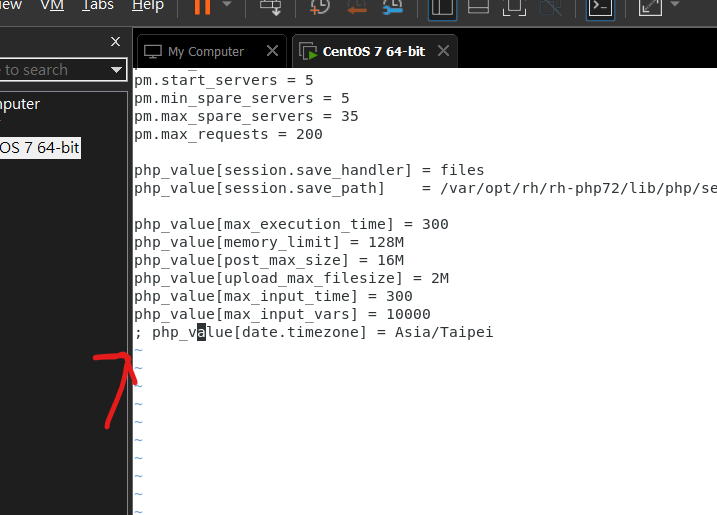 View VM Tabs Help
My Computer CentOS 7 64-bit
to search
pm.start_servers = 5
pm.min_spare_servers = 5
pm.max_spare_servers = 35
pm.max_requests = 200
mputer
OS 7 64-bit
php_value[session.save_handler] = files
php_value[session.save_path] = /var/opt/rh/rh-php72/lib/php/se
php_value[max_execution_time] = 300
php_value[memory_limit] = 128M
php_value[post_max_size] = 16M
php_value[upload_max_filesize] = 2M
php_value[max_input_time] = 300
php_value[max_input_vars] = 10000
; php_value[date.timezone] = Asia/Taipei
~
~
~
~
~
~
~
~
~
~